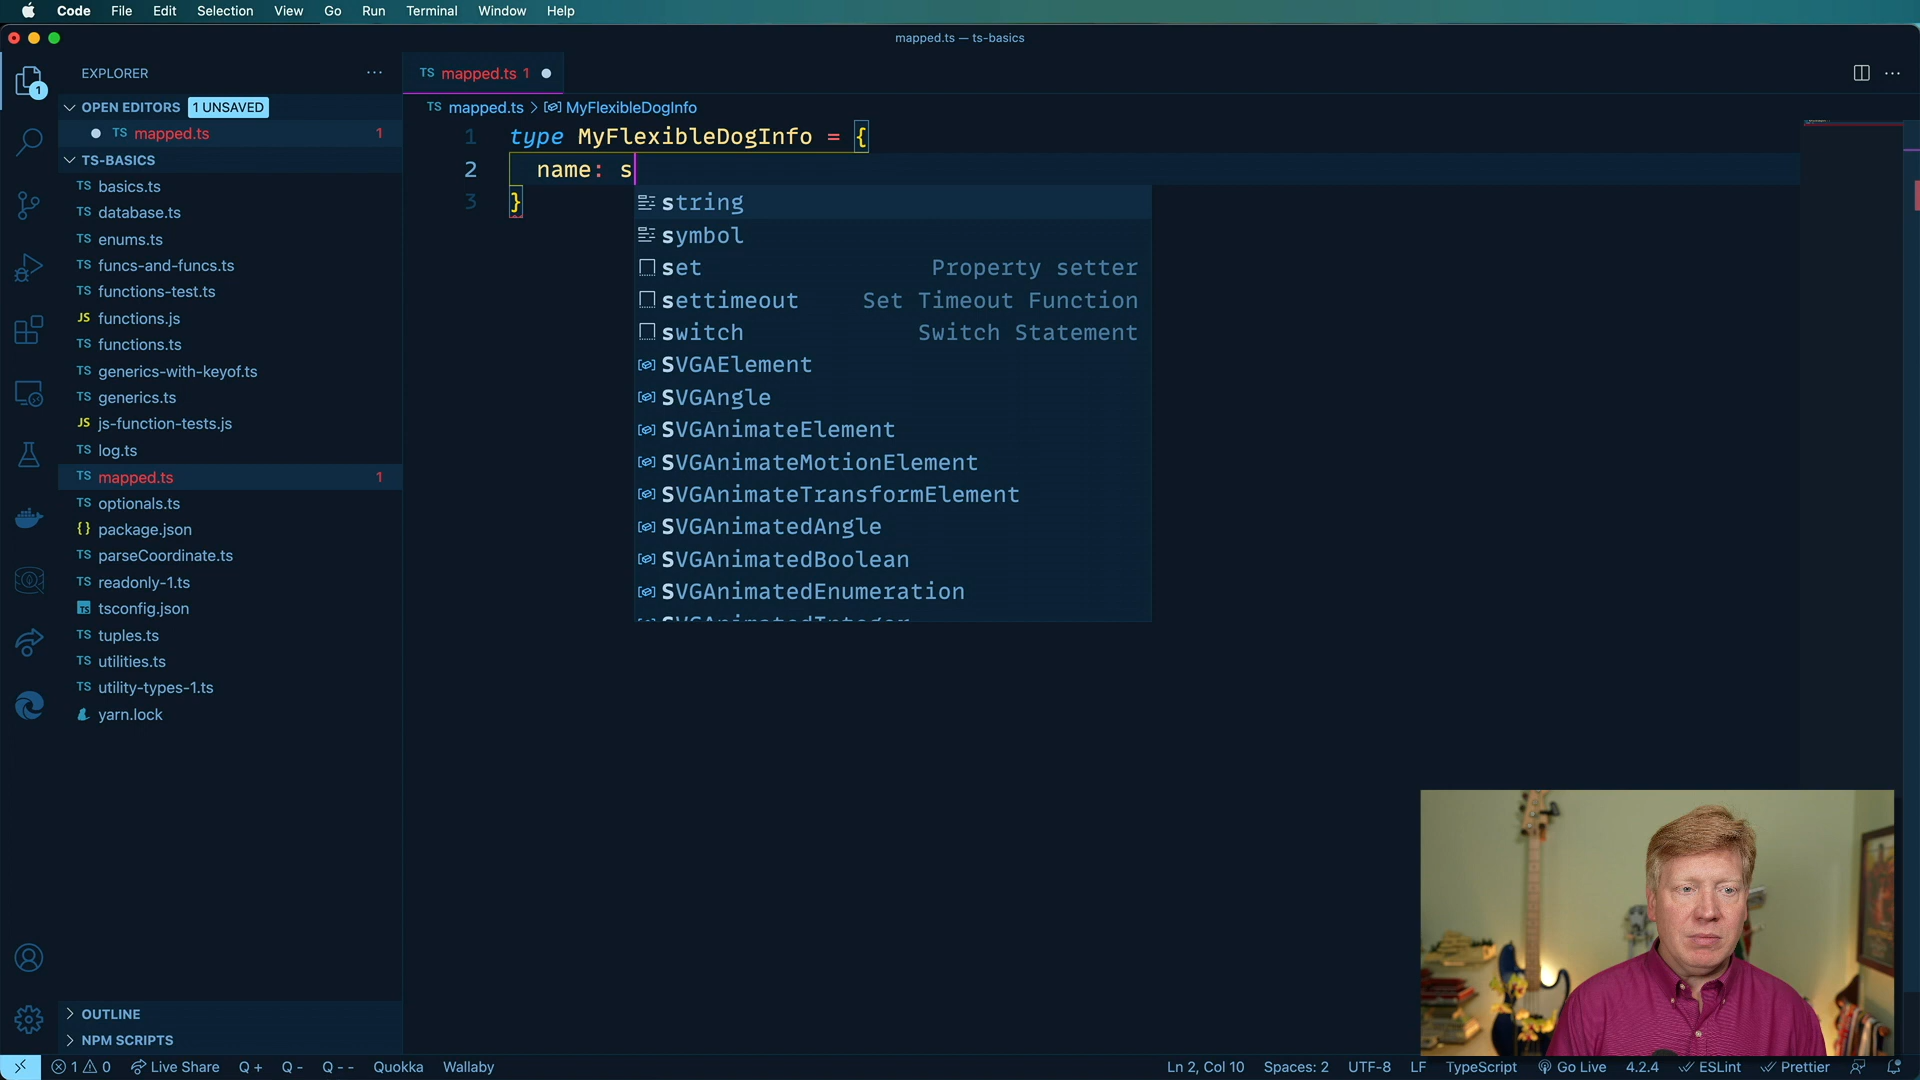 Code File Edit Selection View Go Run Terminal Window Help
mapped.ts — ts-basics
EXPLORER
TS mapped.ts 1
OPEN EDITORS 1 UNSAVED
TS mapped.ts 1
TS-BASICS
TS basics.ts
TS database.ts
TS enums.ts
TS funcs-and-funcs.ts
TS functions-test.ts
JS functions.js
TS functions.ts
TS generics-with-keyof.ts
TS generics.ts
JS js-function-tests.js
TS log.ts
TS mapped.ts 1
TS optionals.ts
{} package.json
TS parseCoordinate.ts
TS readonly-1.ts
TS tsconfig.json
TS tuples.ts
TS utilities.ts
TS utility-types-1.ts
yarn.lock
OUTLINE
NPM SCRIPTS
1
TS mapped.ts > MyFlexibleDogInfo
1 type MyFlexibleDogInfo = {
2 name: s
3 }
string
symbol
set Property setter
settimeout Set Timeout Function
switch Switch Statement
SVGAElement
SVGAngle
SVGAnimateElement
SVGAnimateMotionElement
SVGAnimateTransformElement
SVGAnimatedAngle
SVGAnimatedBoolean
SVGAnimatedEnumeration
SVGAnimatedInteger
1 0 Live Share Q + Q - Q - - Quokka Wallaby Ln 2, Col 10 Spaces: 2 UTF-8 LF TypeScript Go Live 4.2.4 ESLint Prettier